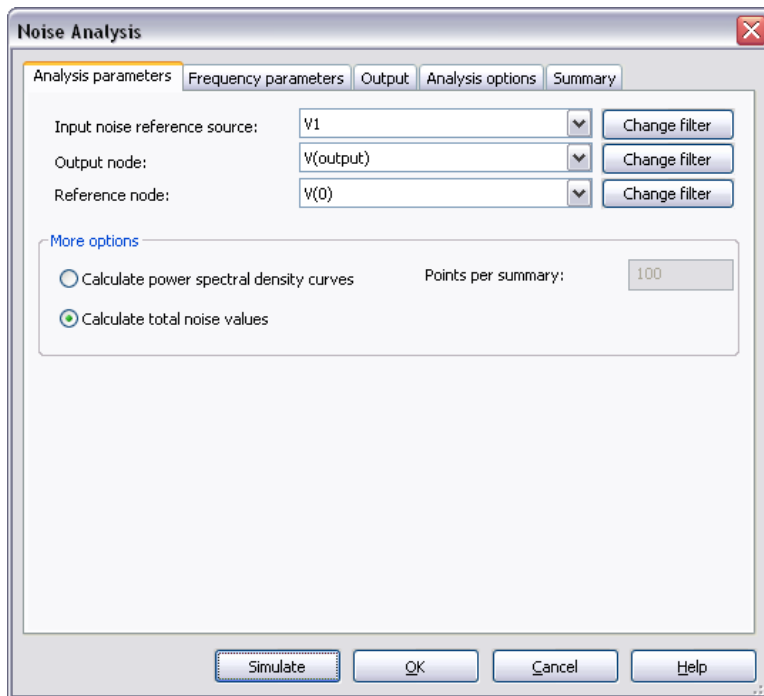 Noise Analysis
Analysis parameters Frequency parameters Output Analysis options Summary
Input noise reference source: V1 Change filter
Output node: V(output) Change filter
Reference node: V(0) Change filter
More options
Calculate power spectral density curves Points per summary: 100
Calculate total noise values
Simulate OK Cancel Help